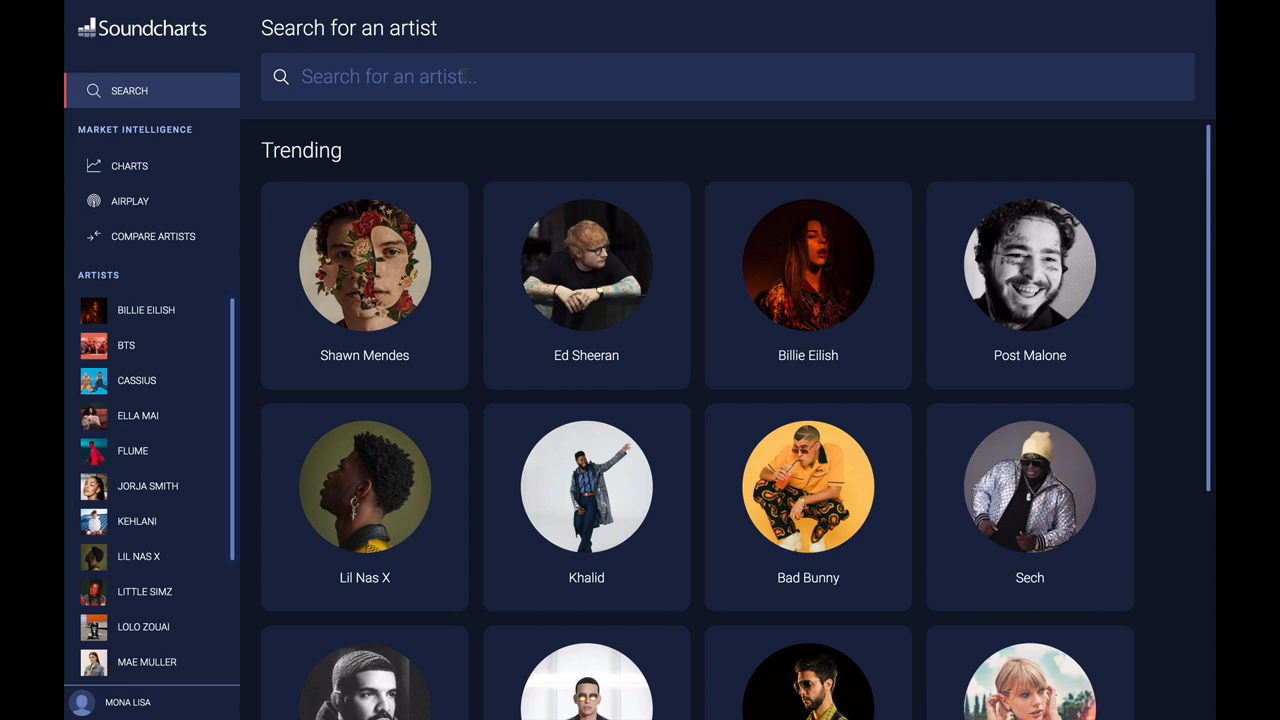 Soundcharts
SEARCH
MARKET INTELLIGENCE
CHARTS
AIRPLAY
COMPARE ARTISTS
ARTISTS
BILLIE EILISH
BTS
CASSIUS
ELLA MAI
FLUME
JORJA SMITH
KEHLANI
LIL NAS X
LITTLE SIMZ
LOLO ZOUAI
MAE MULLER
MONA LISA
Search for an artist
Search for an artist...
Trending
Shawn Mendes
Ed Sheeran
Billie Eilish
Post Malone
Lil Nas X
Khalid
Bad Bunny
Sech